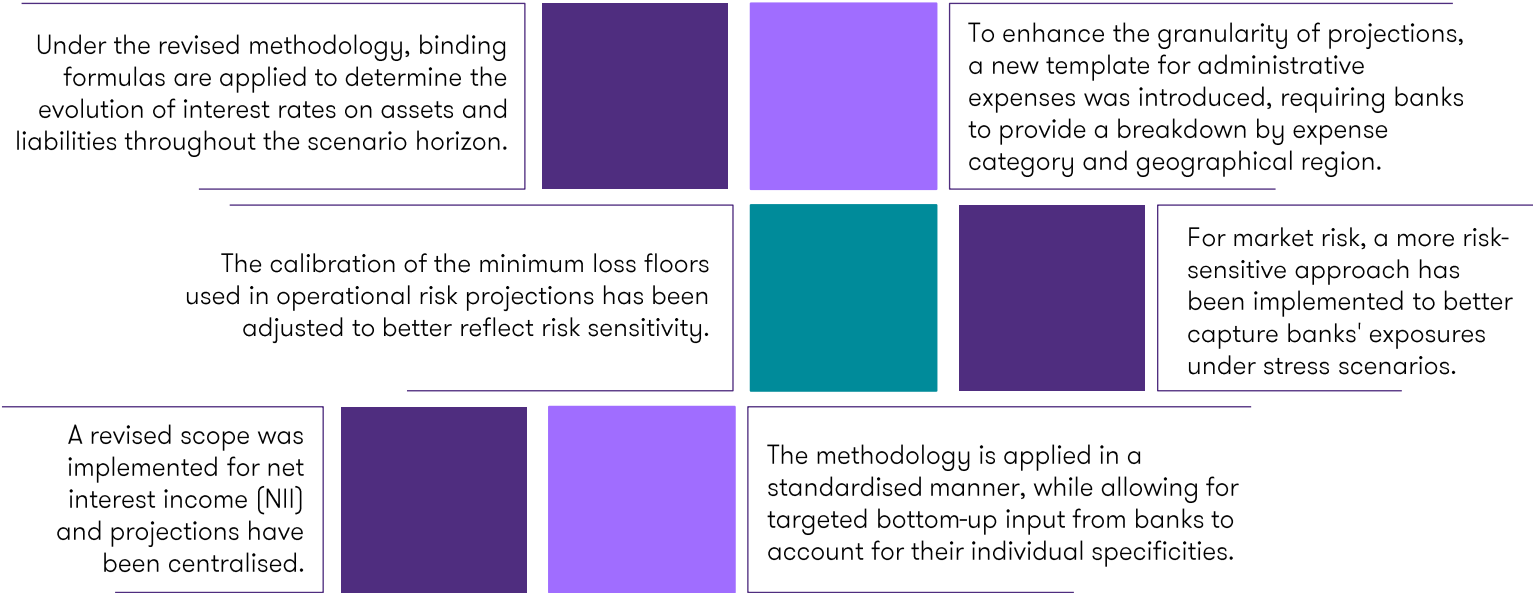 Under the revised methodology, binding
formulas are applied to determine the
evolution of interest rates on assets and
liabilities throughout the scenario horizon.
To enhance the granularity of projections,
a new template for administrative
expenses was introduced, requiring banks
to provide a breakdown by expense
category and geographical region.
The calibration of the minimum loss floors
used in operational risk projections has been
adjusted to better reflect risk sensitivity.
For market risk, a more risk-
sensitive approach has
been implemented to better
capture banks' exposures
under stress scenarios.
A revised scope was
implemented for net
interest income (NII)
and projections have
been centralised.
The methodology is applied in a
standardised manner, while allowing for
targeted bottom-up input from banks to
account for their individual specificities.